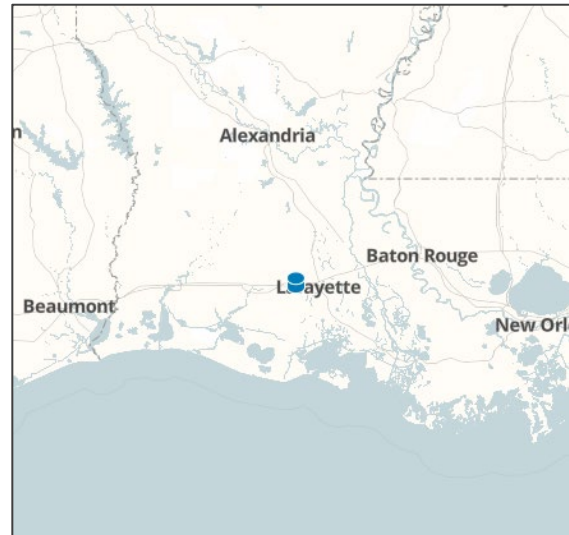 n
Alexandria
Baton Rouge
Lafayette
Beaumont
New Orl